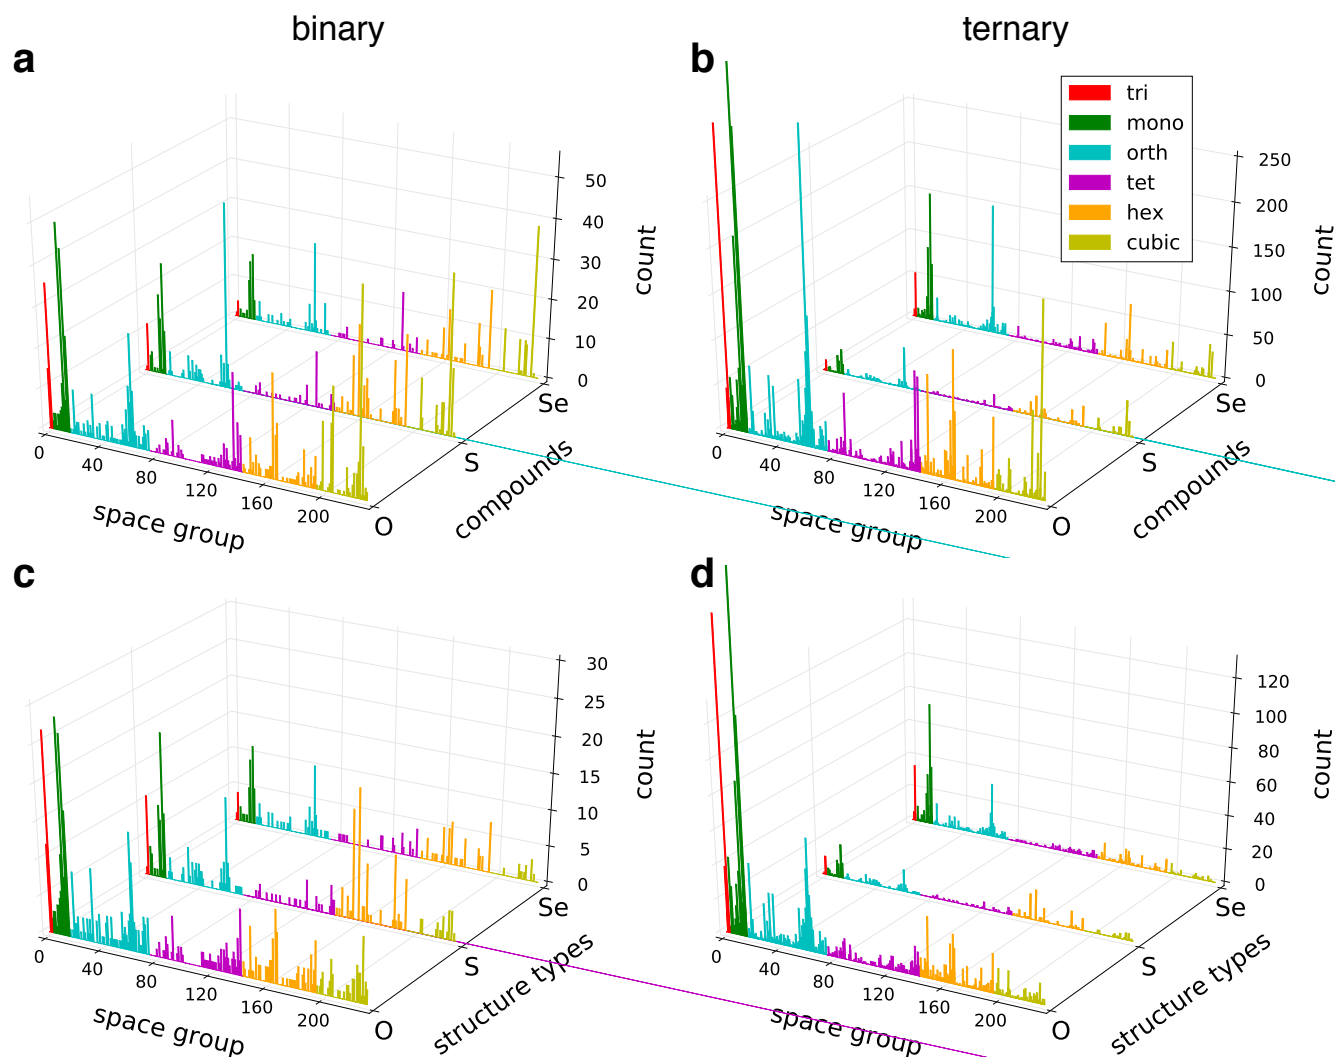 binary
ternary
a
b
tri
mono
orth
tet
hex
cubic
50
40
30
20
10
0
count
250
200
150
100
50
0
count
Se
S
O
compounds
0
40
80
120
160
200
space group
Se
S
O
compounds
0
40
80
120
160
200
space group
c
d
30
25
20
15
10
5
0
count
120
100
80
60
40
20
0
count
Se
S
O
structure types
0
40
80
120
160
200
space group
Se
S
O
structure types
0
40
80
120
160
200
space group